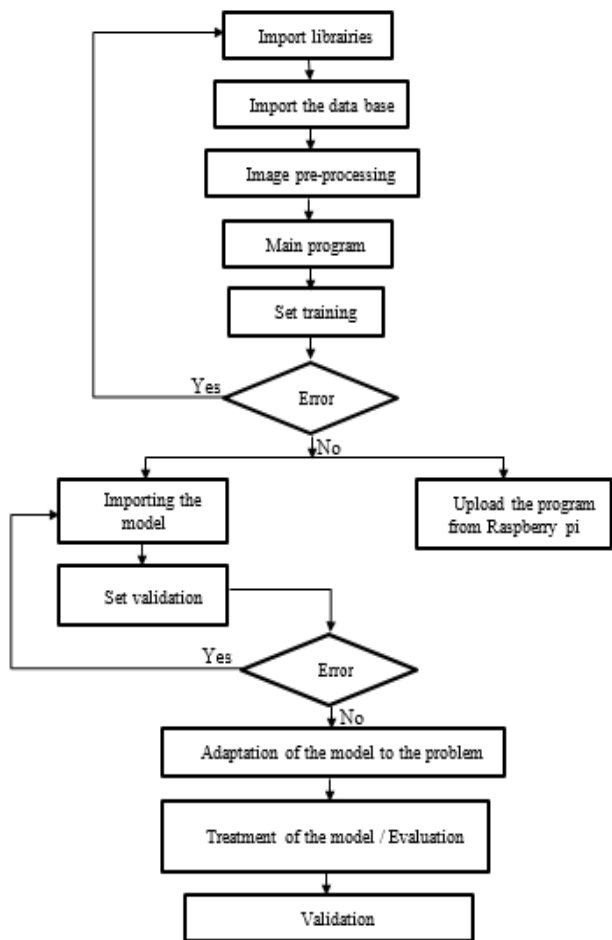 Import librairies
Import the data base
Image pre-processing
Main program
Set training
Yes
Error
No
Importing the
model
Upload the program
from Raspberry pi
Set validation
Yes
Error
No
Adaptation of the model to the problem
Treatment of the model / Evaluation
Validation